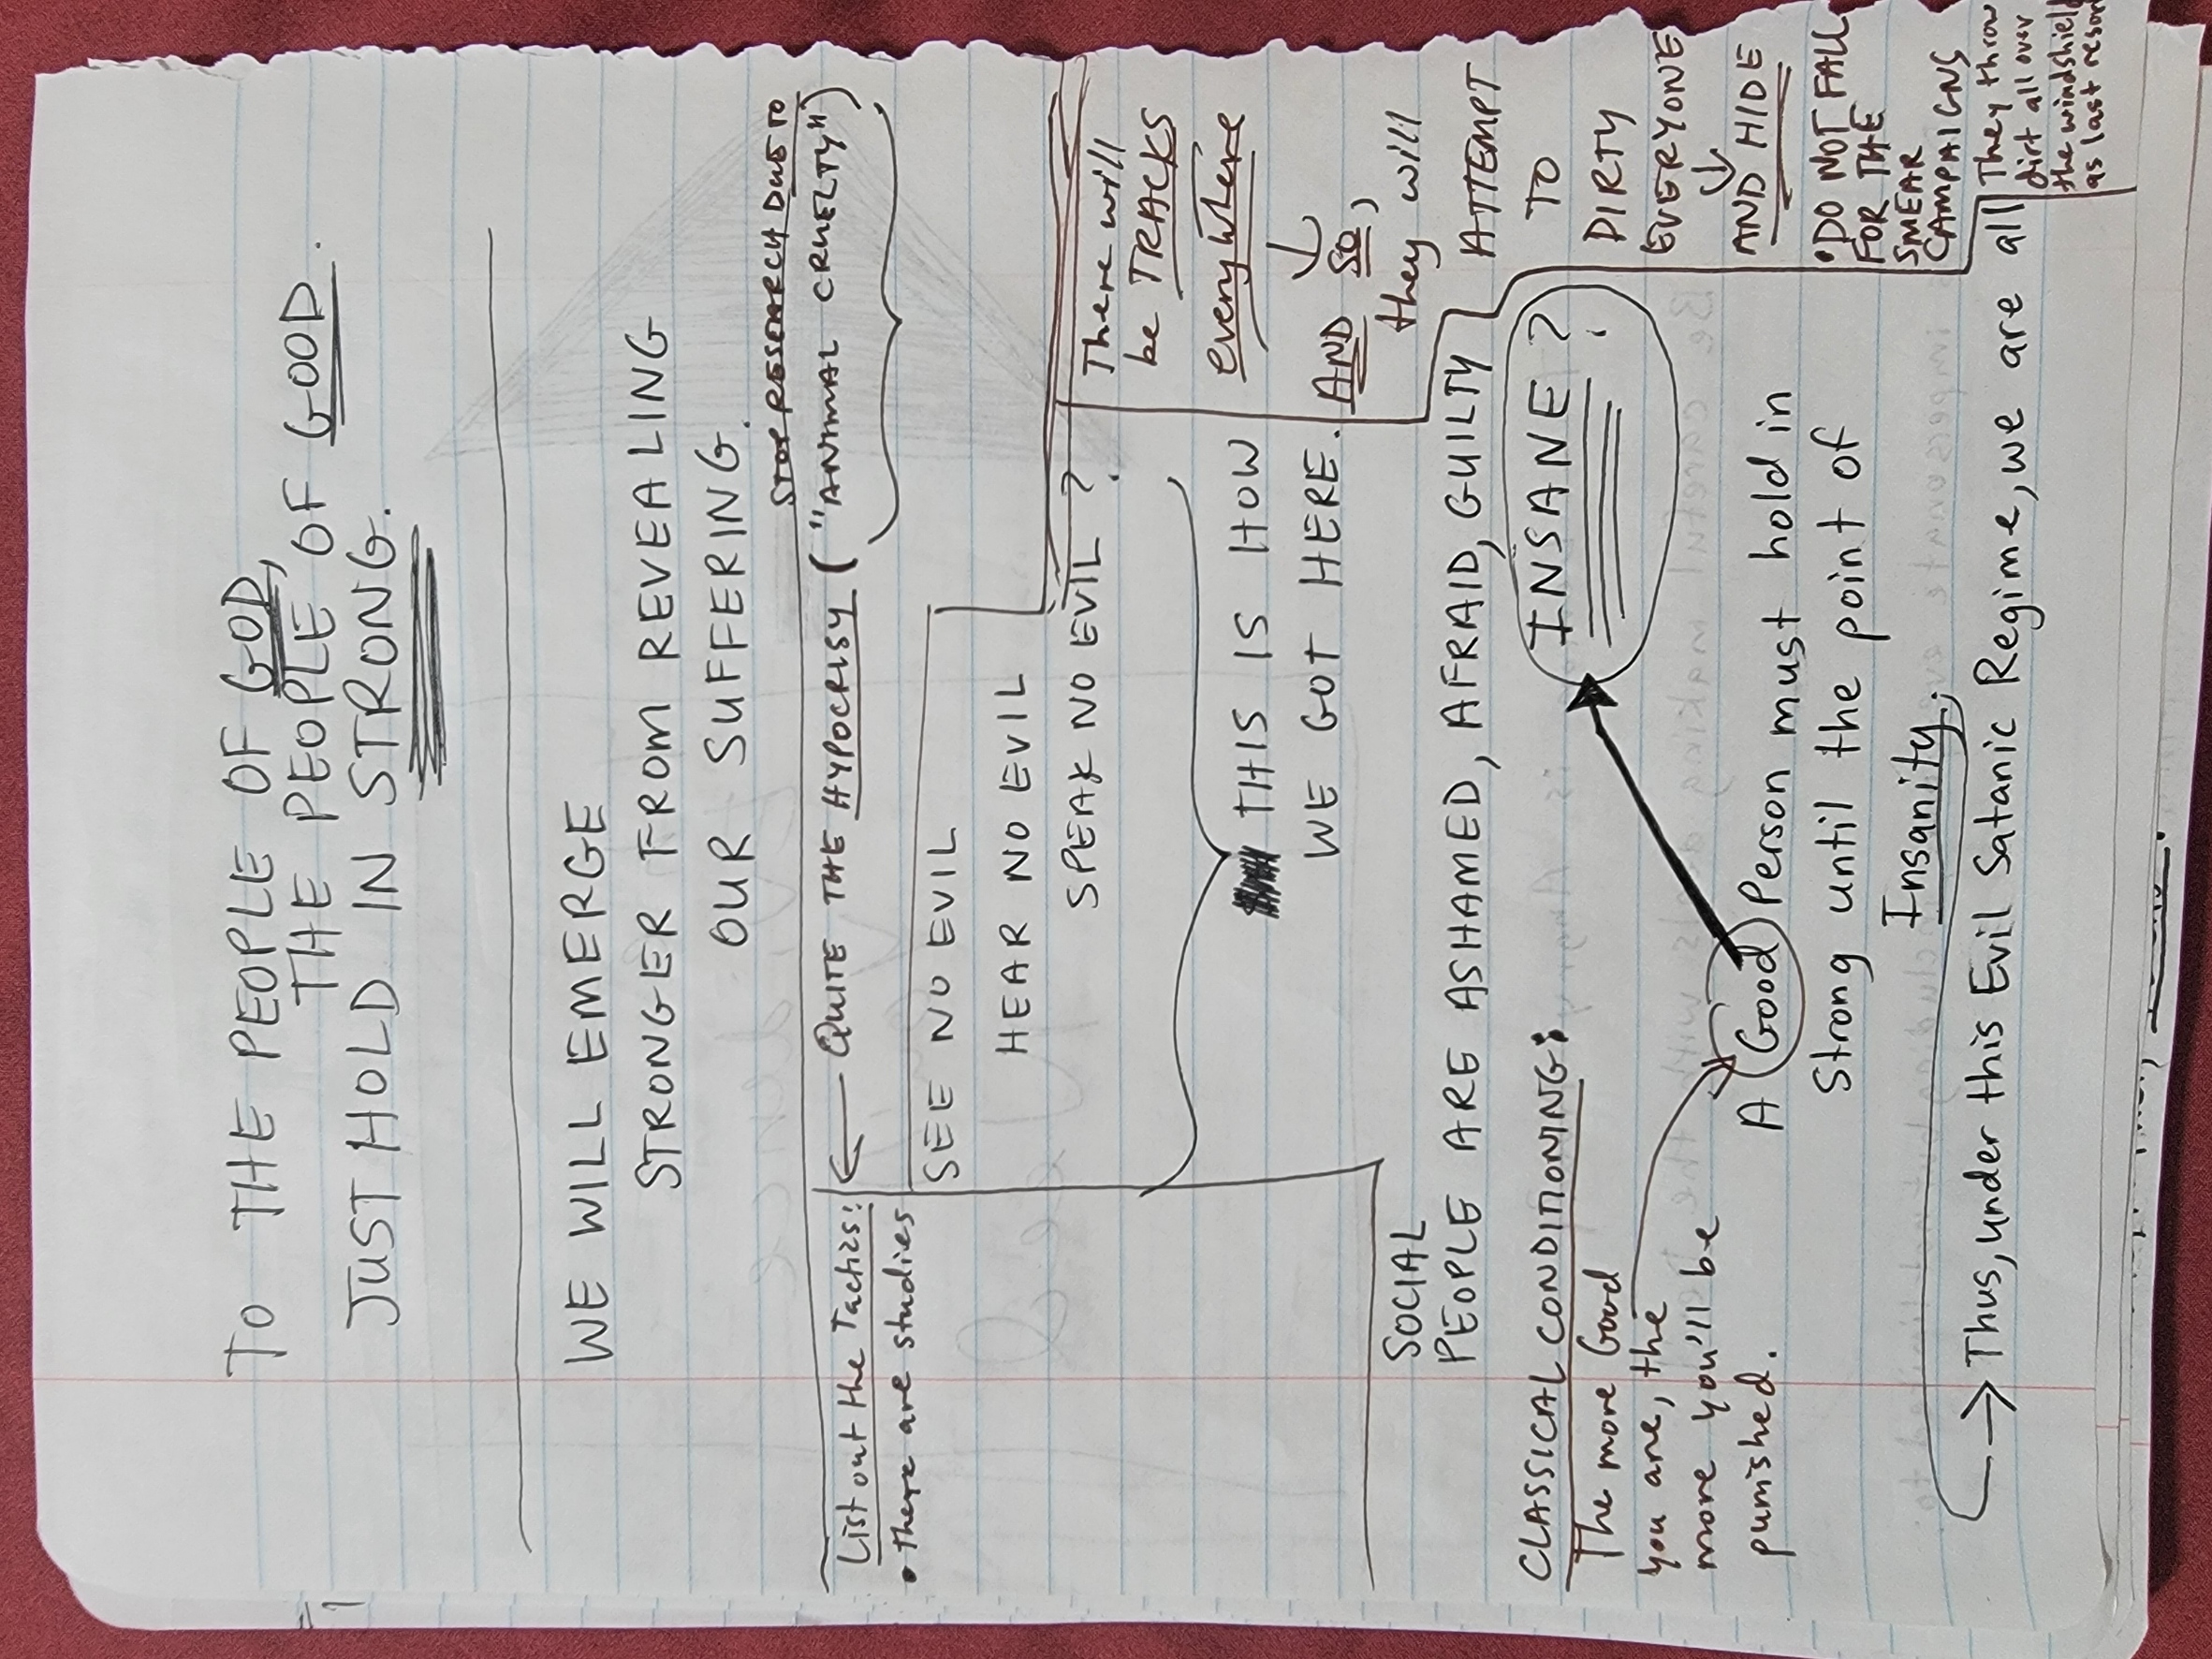 TO THE PEOPLE OF GOD,
THE PEOPLE OF GOOD.
JUST HOLD IN STRONG.
WE WILL EMERGE
STRONGER FROM REVEALING
OUR SUFFERING.
STOP RESEARCH DUE TO
List out the Tactics: ← QUITE THE HYPOCRISY ("ANIMAL CRUELTY")
• There are studies
SEE NO EVIL
HEAR NO EVIL
SPEAK NO EVIL ?
THIS IS HOW
WE GOT HERE.
There will
be TRACKS
everywhere
↓
AND SO,
they will
ATTEMPT
TO
DIRTY
EVERYONE
↓
AND HIDE
• DO NOT FALL
FOR THE
SMEAR
CAMPAIGNS
They throw
dirt all over
the windshield
as last resort
SOCIAL
PEOPLE ARE ASHAMED, AFRAID, GUILTY
INSANE ?
CLASSICAL CONDITIONING:
The more Good
you are, the
more you'll be
punished.
A Good Person must hold in
Strong until the point of
Insanity.
→ Thus, under this Evil Satanic Regime, we are all